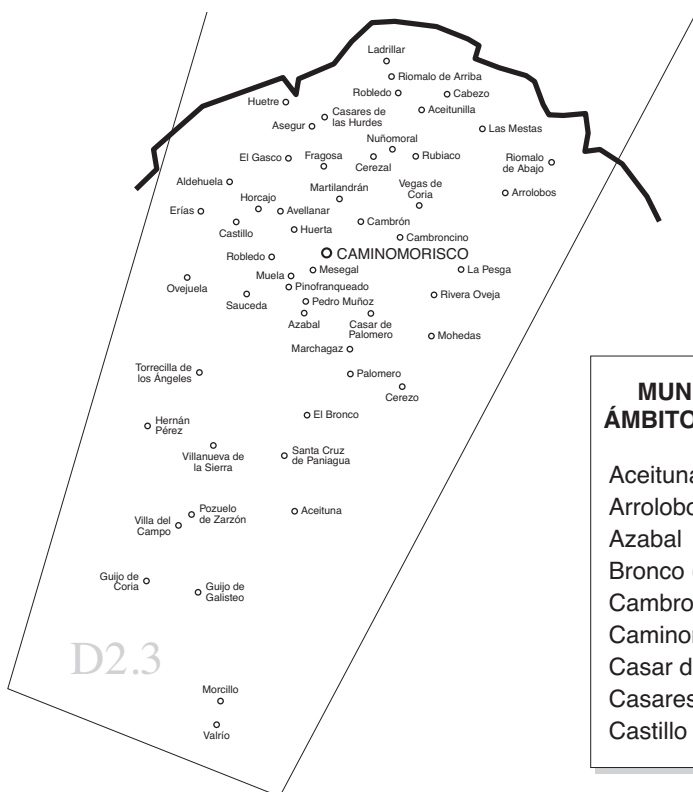 Ladrillar
Riomalo de Arriba
Robledo
Cabezo
Huetre
Aceitunilla
Casares de
las Hurdes
Asegur
Las Mestas
Nuñomoral
El Gasco
Fragosa
Cerezal
Rubiaco
Riomalo
de Abajo
Aldehuela
Martilandrán
Vegas de
Coria
Arrolobos
Horcajo
Erías
Avellanar
Castillo
Cambrón
Huerta
Cambroncino
CAMINOMORISCO
Robledo
Mesegal
La Pesga
Muela
Ovejuela
Pinofranqueado
Sauceda
Rivera Oveja
Pedro Muñoz
Azabal
Casar de
Palomero
Mohedas
Marchagaz
Torrecilla de
los Ángeles
Palomero
Cerezo
El Bronco
Hernán
Pérez
Villanueva de
la Sierra
Santa Cruz
de Paniagua
Pozuelo
de Zarzón
Aceituna
Villa del
Campo
Guijo de
Coria
Guijo de
Galisteo
D2.3
Morcillo
Valrío
MUN
ÁMBITO
Aceituna
Arrolobo
Azabal
Bronco
Cambro
Caminor
Casar d
Casares
Castillo